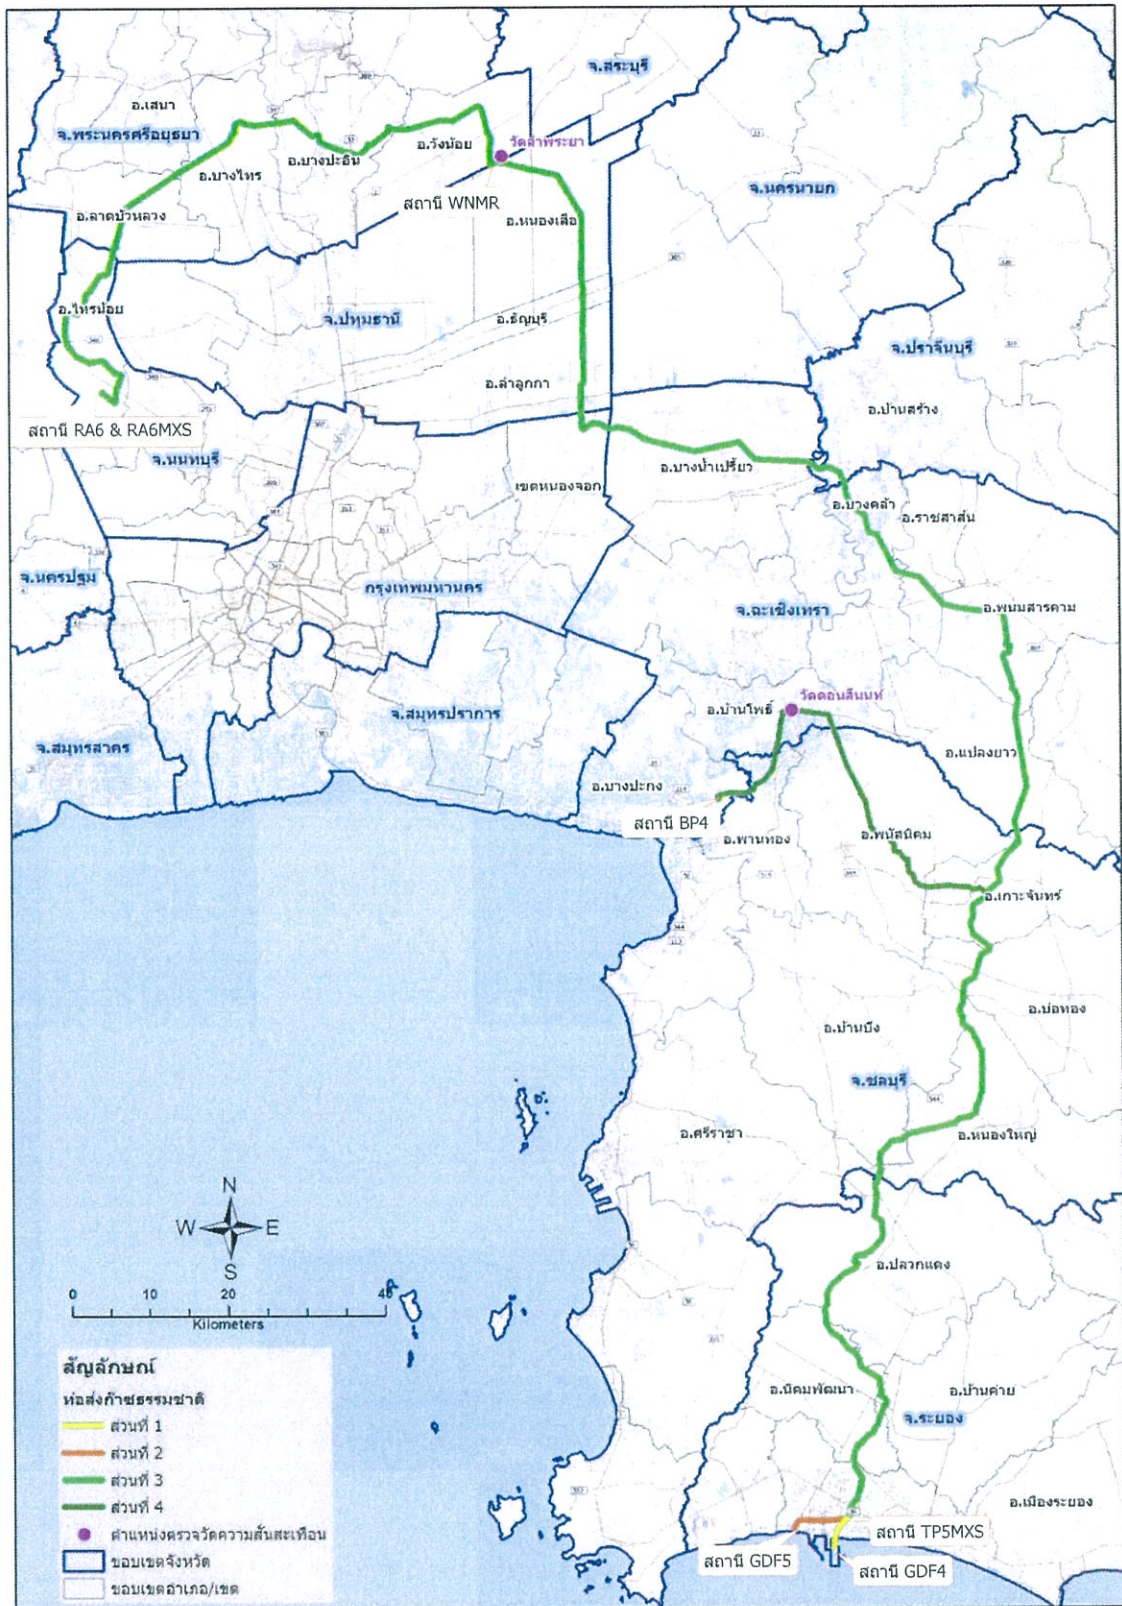 จ.สระบุรี
อ.เสนา
จ.พระนครศรีอยุธยา
อ.วังน้อย
วัดลำพระยา
อ.บางปะอิน
อ.บางไทร
จ.นครนายก
สถานี WNMR
อ.ลาดบัวหลวง
อ.หนองเสือ
อ.ไทรน้อย
จ.ปทุมธานี
อ.ธัญบุรี
จ.ปราจีนบุรี
อ.ลำลูกกา
อ.บ้านสร้าง
สถานี RA6 & RA6MXS
จ.นนทบุรี
อ.บางน้ำเปรี้ยว
เขตหนองจอก
อ.บางคล้า
อ.ราชสาส์น
จ.นครปฐม
กรุงเทพมหานคร
จ.ฉะเชิงเทรา
อ.พนมสารคาม
วัดดอนสีนนท์
อ.บ้านโพธิ์
จ.สมุทรปราการ
จ.สมุทรสาคร
อ.แปลงยาว
อ.บางปะกง
สถานี BP4
อ.พานทอง
อ.พนัสนิคม
อ.เกาะจันทร์
อ.บ่อทอง
อ.บ้านบึง
จ.ชลบุรี
344
อ.ศรีราชา
อ.หนองใหญ่
N
W E
S
อ.ปลวกแดง
0 10 20 40
Kilometers
สัญลักษณ์
ท่อส่งก๊าซธรรมชาติ
ส่วนที่ 1
ส่วนที่ 2
ส่วนที่ 3
ส่วนที่ 4
ตำแหน่งตรวจวัดความสั่นสะเทือน
ขอบเขตจังหวัด
ขอบเขตอำเภอ/เขต
อ.นิคมพัฒนา
อ.บ้านค่าย
จ.ระยอง
อ.เมืองระยอง
สถานี TP5MXS
สถานี GDF5
สถานี GDF4